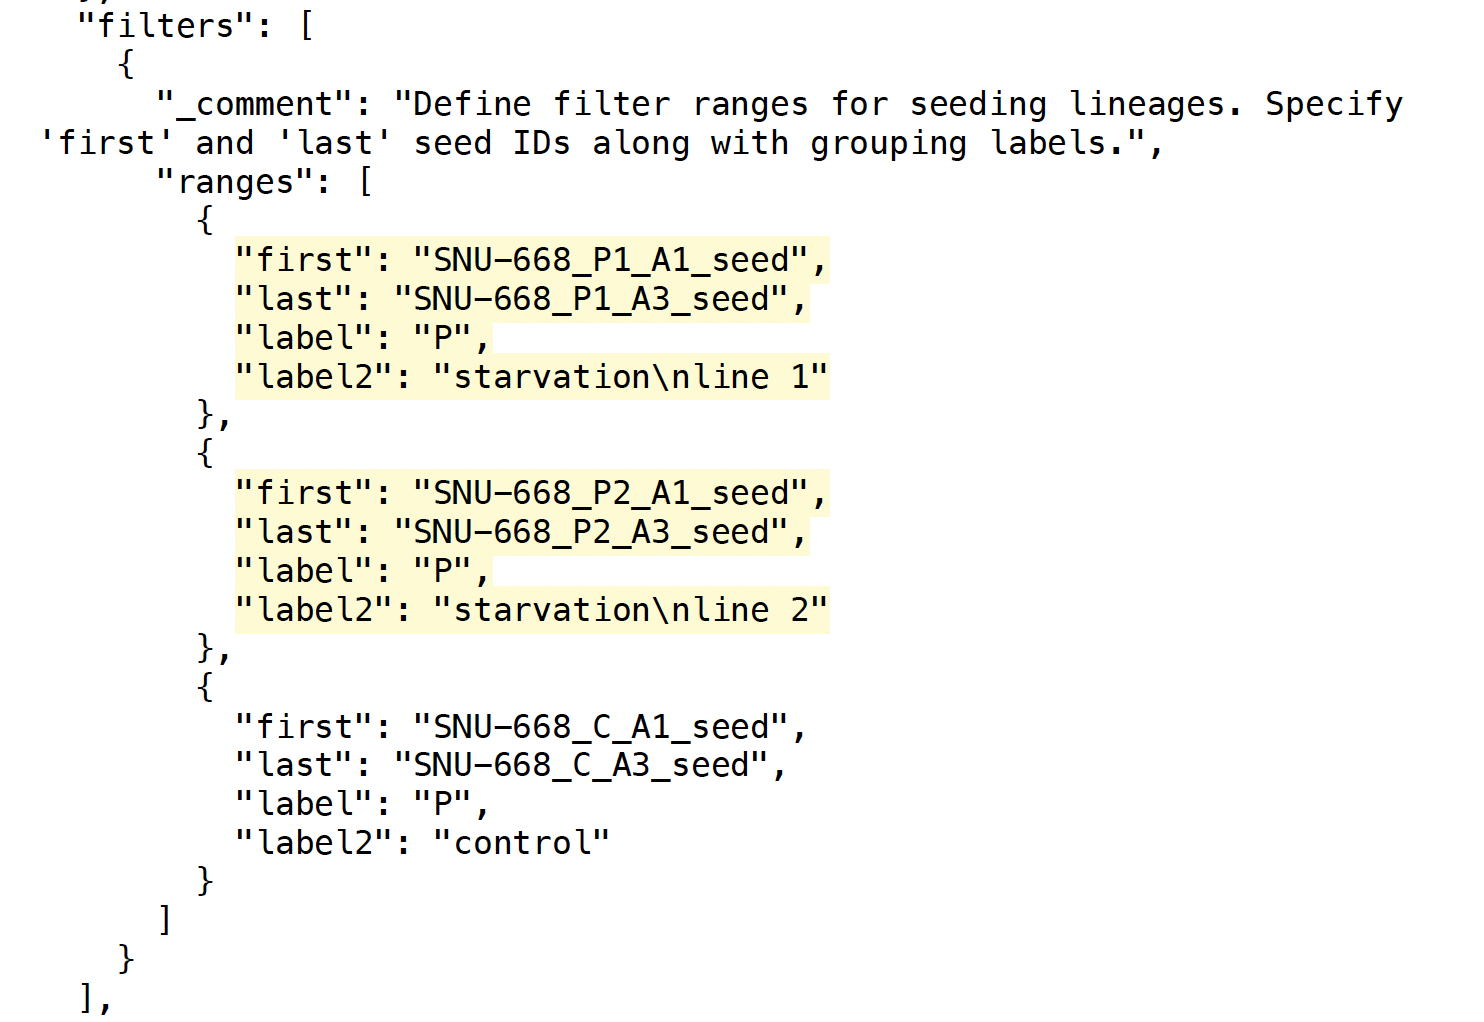 "filters": [
{
"_comment": "Define filter ranges for seeding lineages. Specify
'first' and 'last' seed IDs along with grouping labels.",
"ranges": [
{
"first": "SNU-668_P1_A1_seed",
"last": "SNU-668_P1_A3_seed",
"label": "P",
"label2": "starvation\nline 1"
},
{
"first": "SNU-668_P2_A1_seed",
"last": "SNU-668_P2_A3_seed",
"label": "P",
"label2": "starvation\nline 2"
},
{
"first": "SNU-668_C_A1_seed",
"last": "SNU-668_C_A3_seed",
"label": "P",
"label2": "control"
}
]
}
],